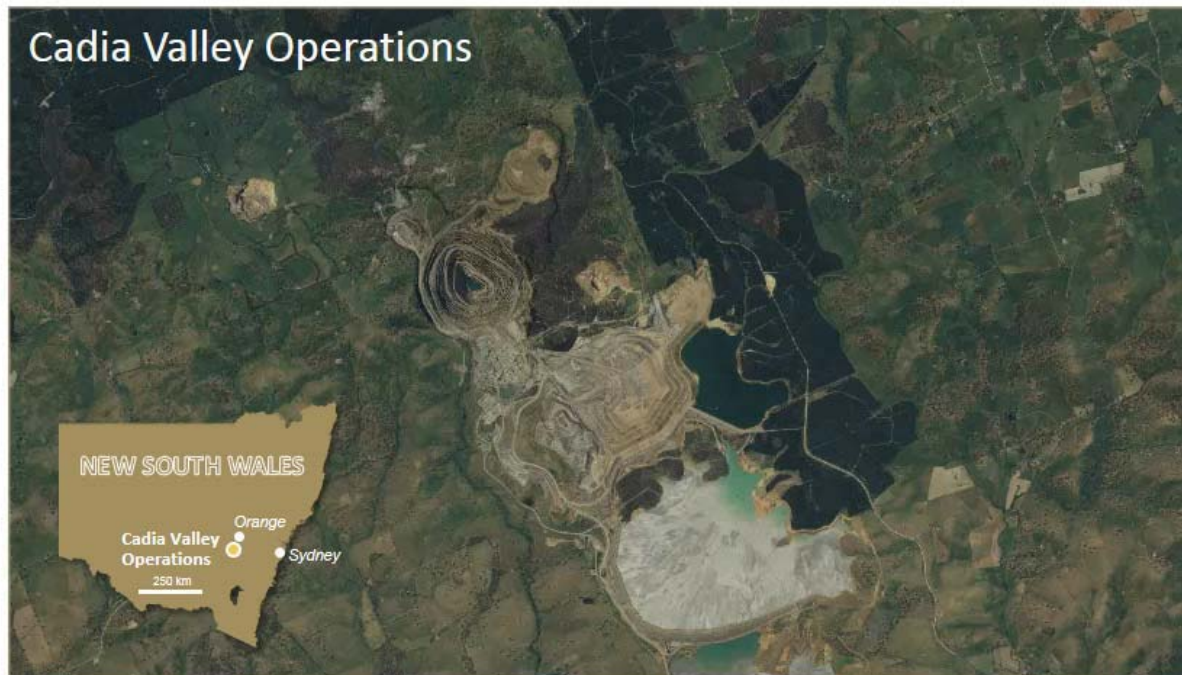 Cadia Valley Operations
NEW SOUTH WALES
Orange
Cadia Valley
Operations
Sydney
250 km